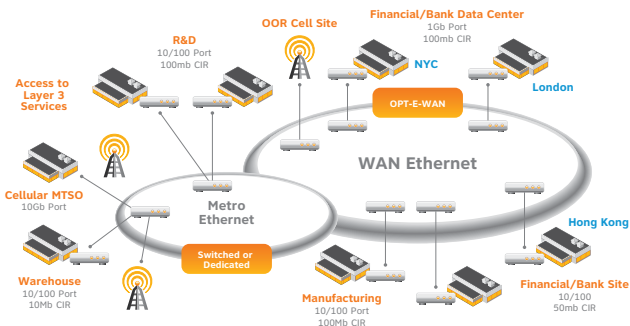 OOR Cell Site
Financial/Bank Data Center
1Gb Port
100mb CIR
R&D
10/100 Port
100mb CIR
NYC
London
Access to
Layer 3
Services
OPT-E-WAN
WAN Ethernet
Cellular MTSO
10Gb Port
Metro
Ethernet
Hong Kong
Switched or
Dedicated
Warehouse
10/100 Port
10Mb CIR
Manufacturing
10/100 Port
100Mb CIR
Financial/Bank Site
10/100
50mb CIR